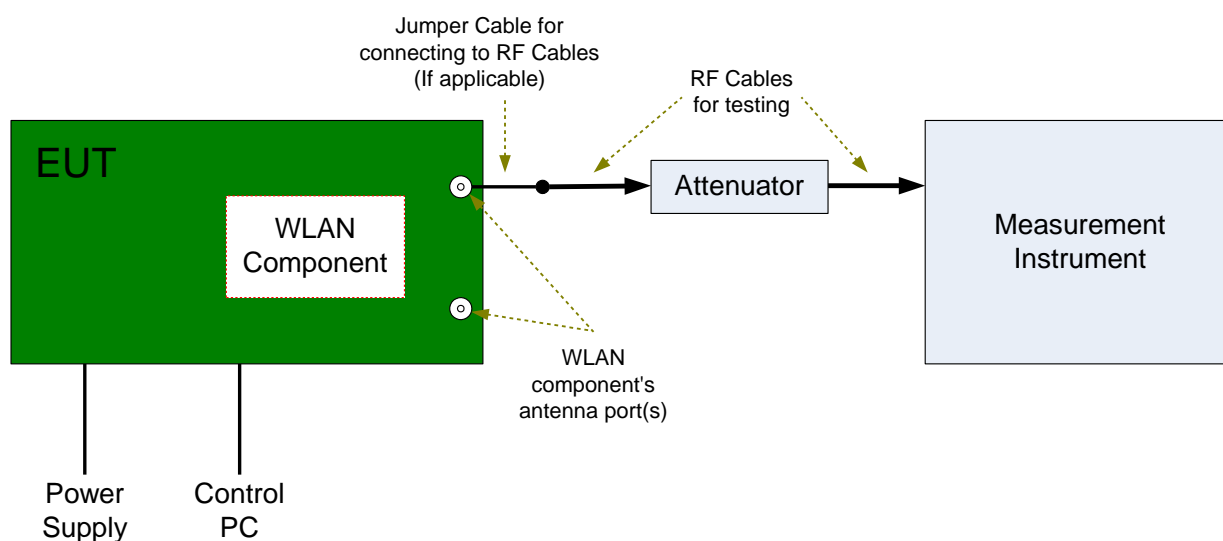 Jumper Cable for
connecting to RF Cables
(If applicable)
RF Cables
for testing
EUT
WLAN
Component
Attenuator
Measurement
Instrument
WLAN
component's
antenna port(s)
Power
Supply
Control
PC